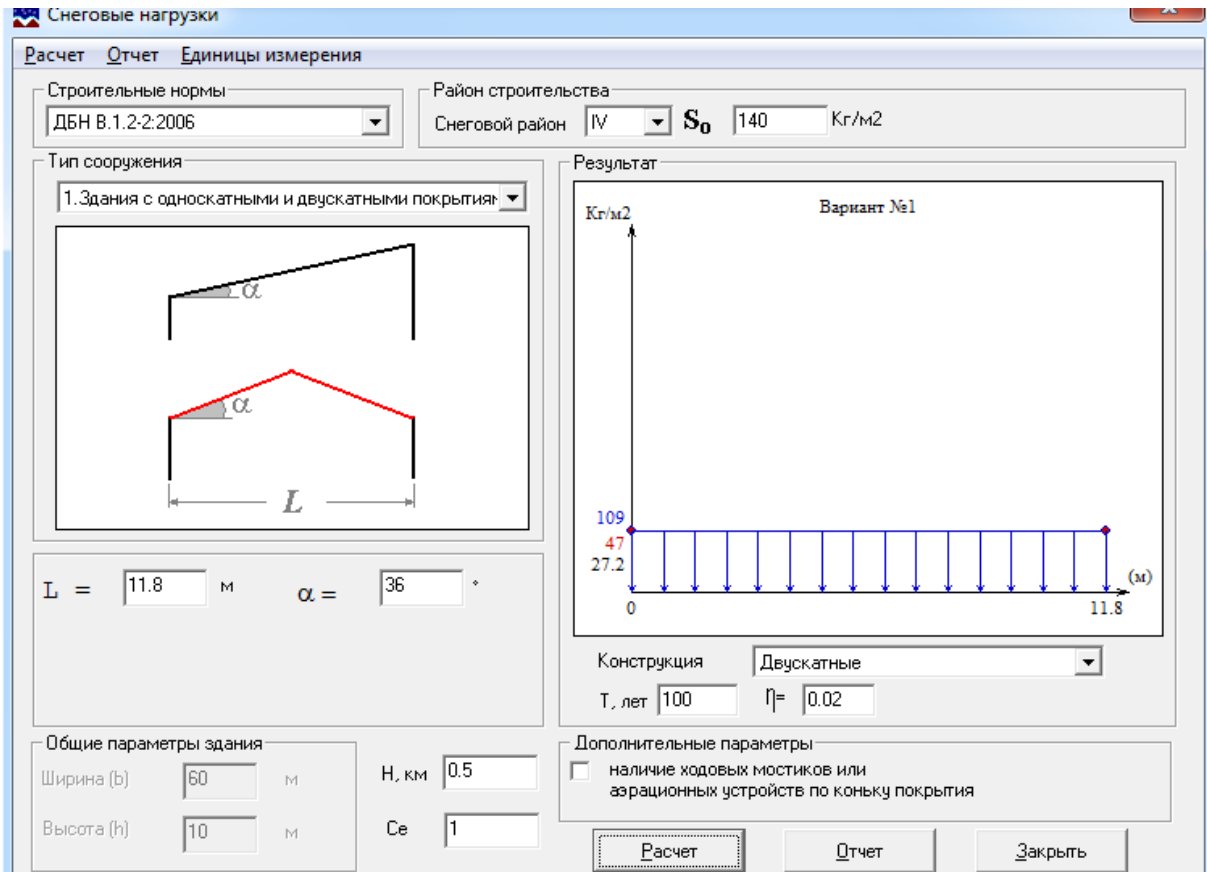 Снеговые нагрузки
Расчет Отчет Единицы измерения
Строительные нормы
ДБН В.1.2-2:2006
Район строительства
Снеговой район IV S0 140 Кг/м2
Тип сооружения
1.Здания с односкатными и двускатными покрытиям
α
α
L
L = 11.8 м α = 36 °
Результат
Кг/м2 Вариант №1
109
47
27.2
(м)
0 11.8
Конструкция Двускатные
Т, лет 100 η= 0.02
Общие параметры здания
Ширина (b) 60 м
Высота (h) 10 м
Н, км 0.5
Се 1
Дополнительные параметры
наличие ходовых мостиков или
аэрационных устройств по коньку покрытия
Расчет Отчет Закрыть